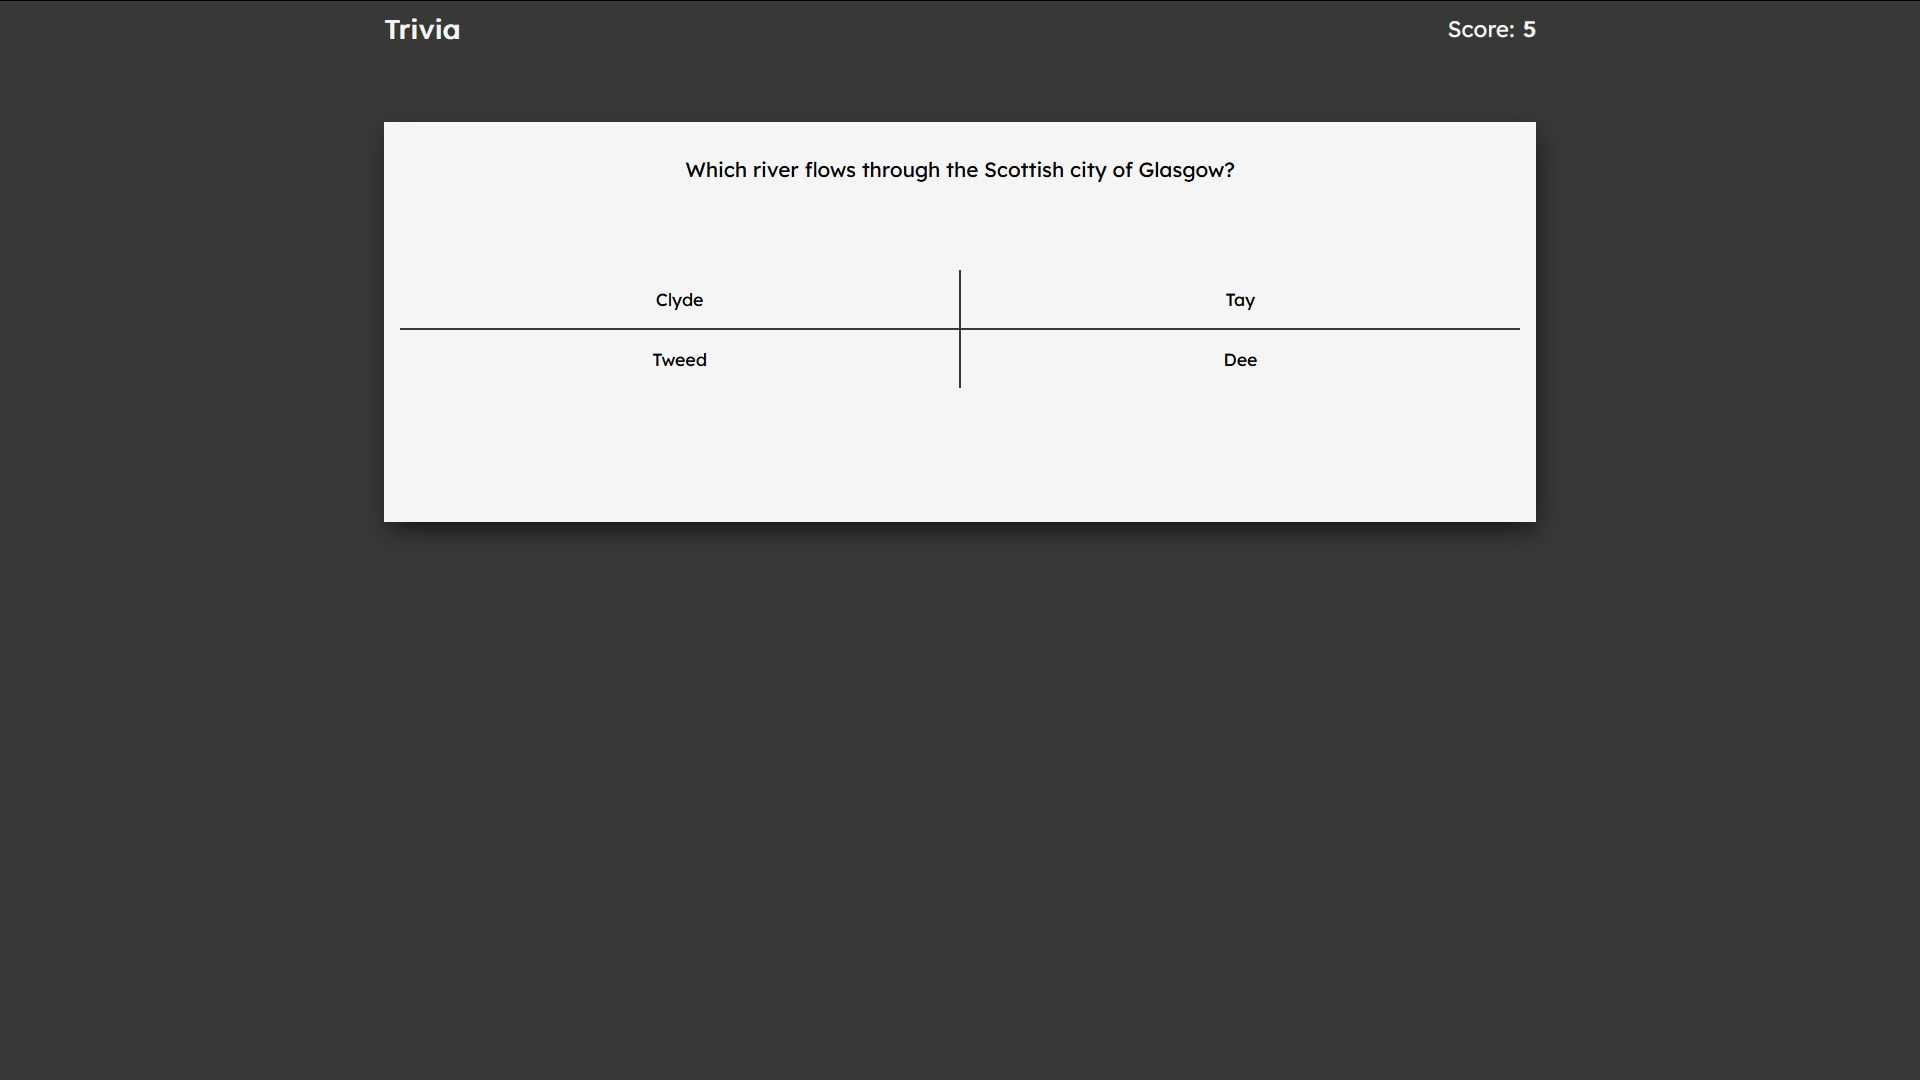 Trivia
Score: 5
Which river flows through the Scottish city of Glasgow?
Clyde
Tay
Tweed
Dee